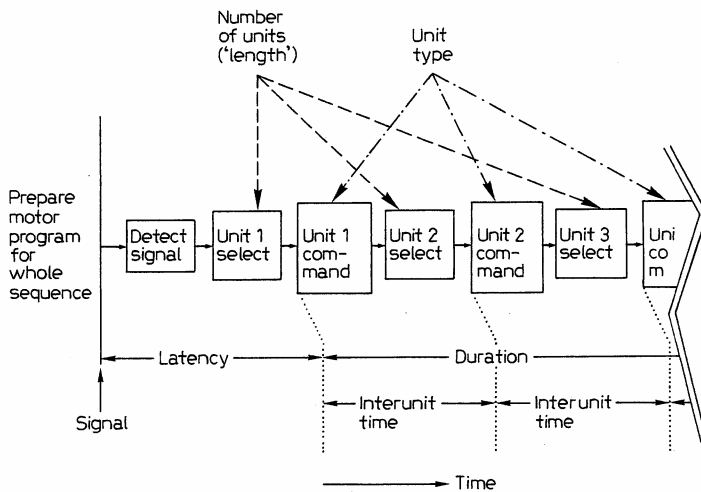 Number
of units
('length')
Unit
type
Prepare
motor
program
for
whole
sequence
Detect
signal
Unit 1
select
Unit 1
com-
mand
Unit 2
select
Unit 2
com-
mand
Unit 3
select
Uni
com
m
Latency
Duration
Signal
Interunit
time
Interunit
time
Time